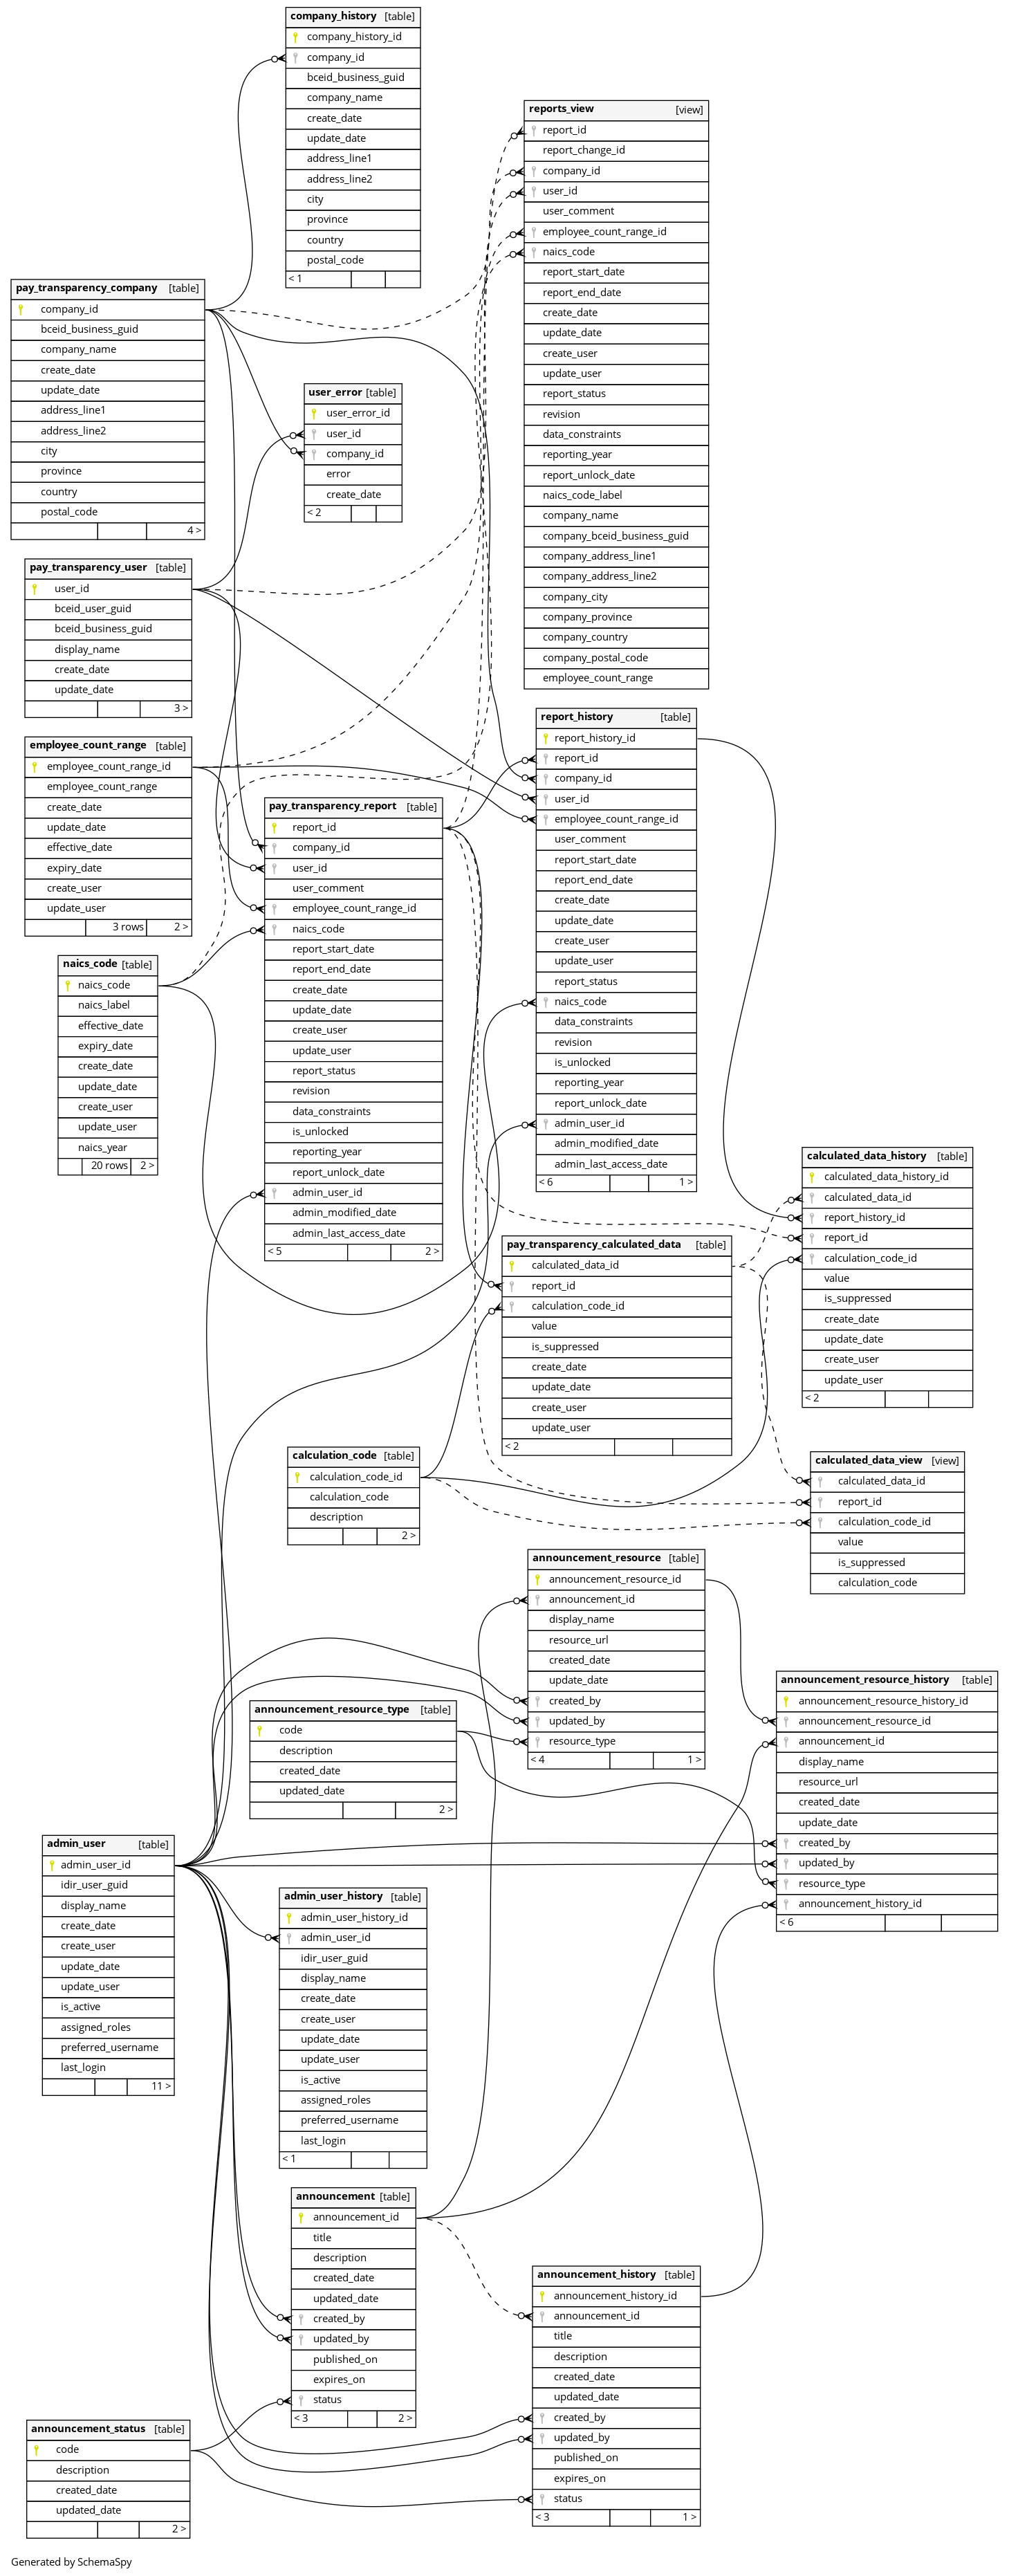 company_history [table]
company_history_id
company_id
bceid_business_guid
company_name
create_date
update_date
address_line1
address_line2
city
province
country
postal_code
< 1
reports_view [view]
report_id
report_change_id
company_id
user_id
user_comment
employee_count_range_id
naics_code
report_start_date
report_end_date
create_date
update_date
create_user
update_user
report_status
revision
data_constraints
reporting_year
report_unlock_date
naics_code_label
company_name
company_bceid_business_guid
company_address_line1
company_address_line2
company_city
company_province
company_country
company_postal_code
employee_count_range
pay_transparency_company [table]
company_id
bceid_business_guid
company_name
create_date
update_date
address_line1
address_line2
city
province
country
postal_code
4 >
user_error [table]
user_error_id
user_id
company_id
error
create_date
< 2
pay_transparency_user [table]
user_id
bceid_user_guid
bceid_business_guid
display_name
create_date
update_date
3 >
employee_count_range [table]
employee_count_range_id
employee_count_range
create_date
update_date
effective_date
expiry_date
create_user
update_user
3 rows 2 >
naics_code [table]
naics_code
naics_label
effective_date
expiry_date
create_date
update_date
create_user
update_user
naics_year
20 rows 2 >
pay_transparency_report [table]
report_id
company_id
user_id
user_comment
employee_count_range_id
naics_code
report_start_date
report_end_date
create_date
update_date
create_user
update_user
report_status
revision
data_constraints
is_unlocked
reporting_year
report_unlock_date
admin_user_id
admin_modified_date
admin_last_access_date
< 5 2 >
report_history [table]
report_history_id
report_id
company_id
user_id
employee_count_range_id
user_comment
report_start_date
report_end_date
create_date
update_date
create_user
update_user
report_status
naics_code
data_constraints
revision
is_unlocked
reporting_year
report_unlock_date
admin_user_id
admin_modified_date
admin_last_access_date
< 6 1 >
calculated_data_history [table]
calculated_data_history_id
calculated_data_id
report_history_id
report_id
calculation_code_id
value
is_suppressed
create_date
update_date
create_user
update_user
< 2
pay_transparency_calculated_data [table]
calculated_data_id
report_id
calculation_code_id
value
is_suppressed
create_date
update_date
create_user
update_user
< 2
calculation_code [table]
calculation_code_id
calculation_code
description
2 >
calculated_data_view [view]
calculated_data_id
report_id
calculation_code_id
value
is_suppressed
calculation_code
announcement_resource [table]
announcement_resource_id
announcement_id
display_name
resource_url
created_date
update_date
created_by
updated_by
resource_type
< 4 1 >
announcement_resource_type [table]
code
description
created_date
updated_date
2 >
announcement_resource_history [table]
announcement_resource_history_id
announcement_resource_id
announcement_id
display_name
resource_url
created_date
update_date
created_by
updated_by
resource_type
announcement_history_id
< 6
admin_user [table]
admin_user_id
idir_user_guid
display_name
create_date
create_user
update_date
update_user
is_active
assigned_roles
preferred_username
last_login
11 >
admin_user_history [table]
admin_user_history_id
admin_user_id
idir_user_guid
display_name
create_date
create_user
update_date
update_user
is_active
assigned_roles
preferred_username
last_login
< 1
announcement [table]
announcement_id
title
description
created_date
updated_date
created_by
updated_by
published_on
expires_on
status
< 3 2 >
announcement_history [table]
announcement_history_id
announcement_id
title
description
created_date
updated_date
created_by
updated_by
published_on
expires_on
status
< 3 1 >
announcement_status [table]
code
description
created_date
updated_date
2 >
Generated by SchemaSpy